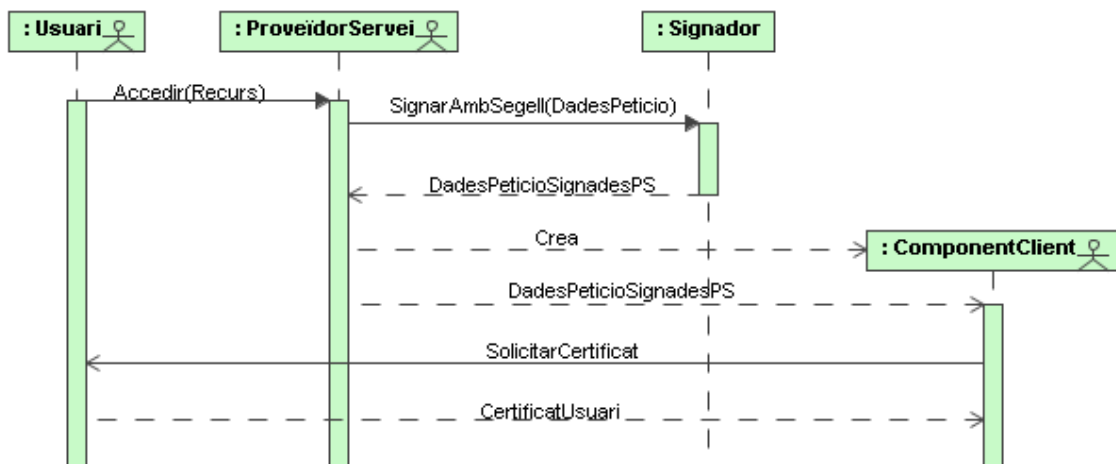 : Usuari
: ProveïdorServei
: Signador
Accedir(Recurs)
SignarAmbSegell(DadesPeticio)
DadesPeticioSignadesPS
Crea
: ComponentClient
DadesPeticioSignadesPS
SolicitarCertificat
CertificatUsuari